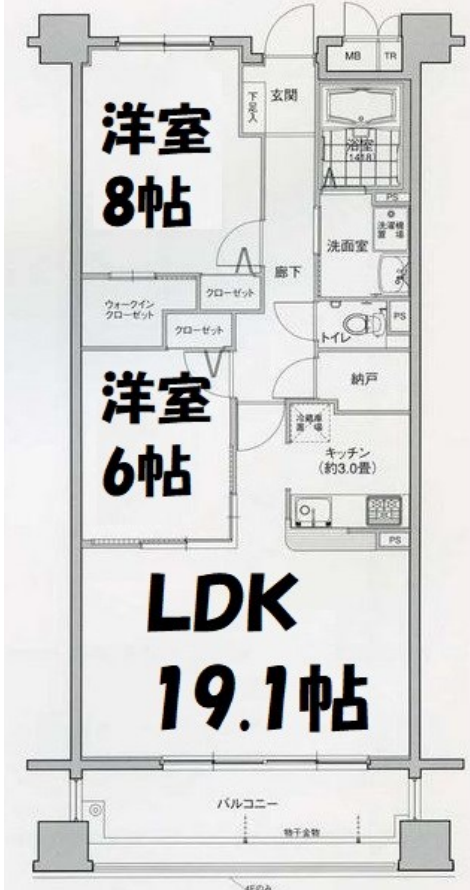 MB
TR
玄関
下足入
洋室
8帖
浴室
1418
PS
洗濯機
置場
洗面室
廊下
クローゼット
ウォークイン
クローゼット
トイレ
PS
クローゼット
納戸
洋室
6帖
冷蔵庫
置場
キッチン
(約3.0畳)
PS
LDK
19.1帖
バルコニー
物干金物
4Fのみ